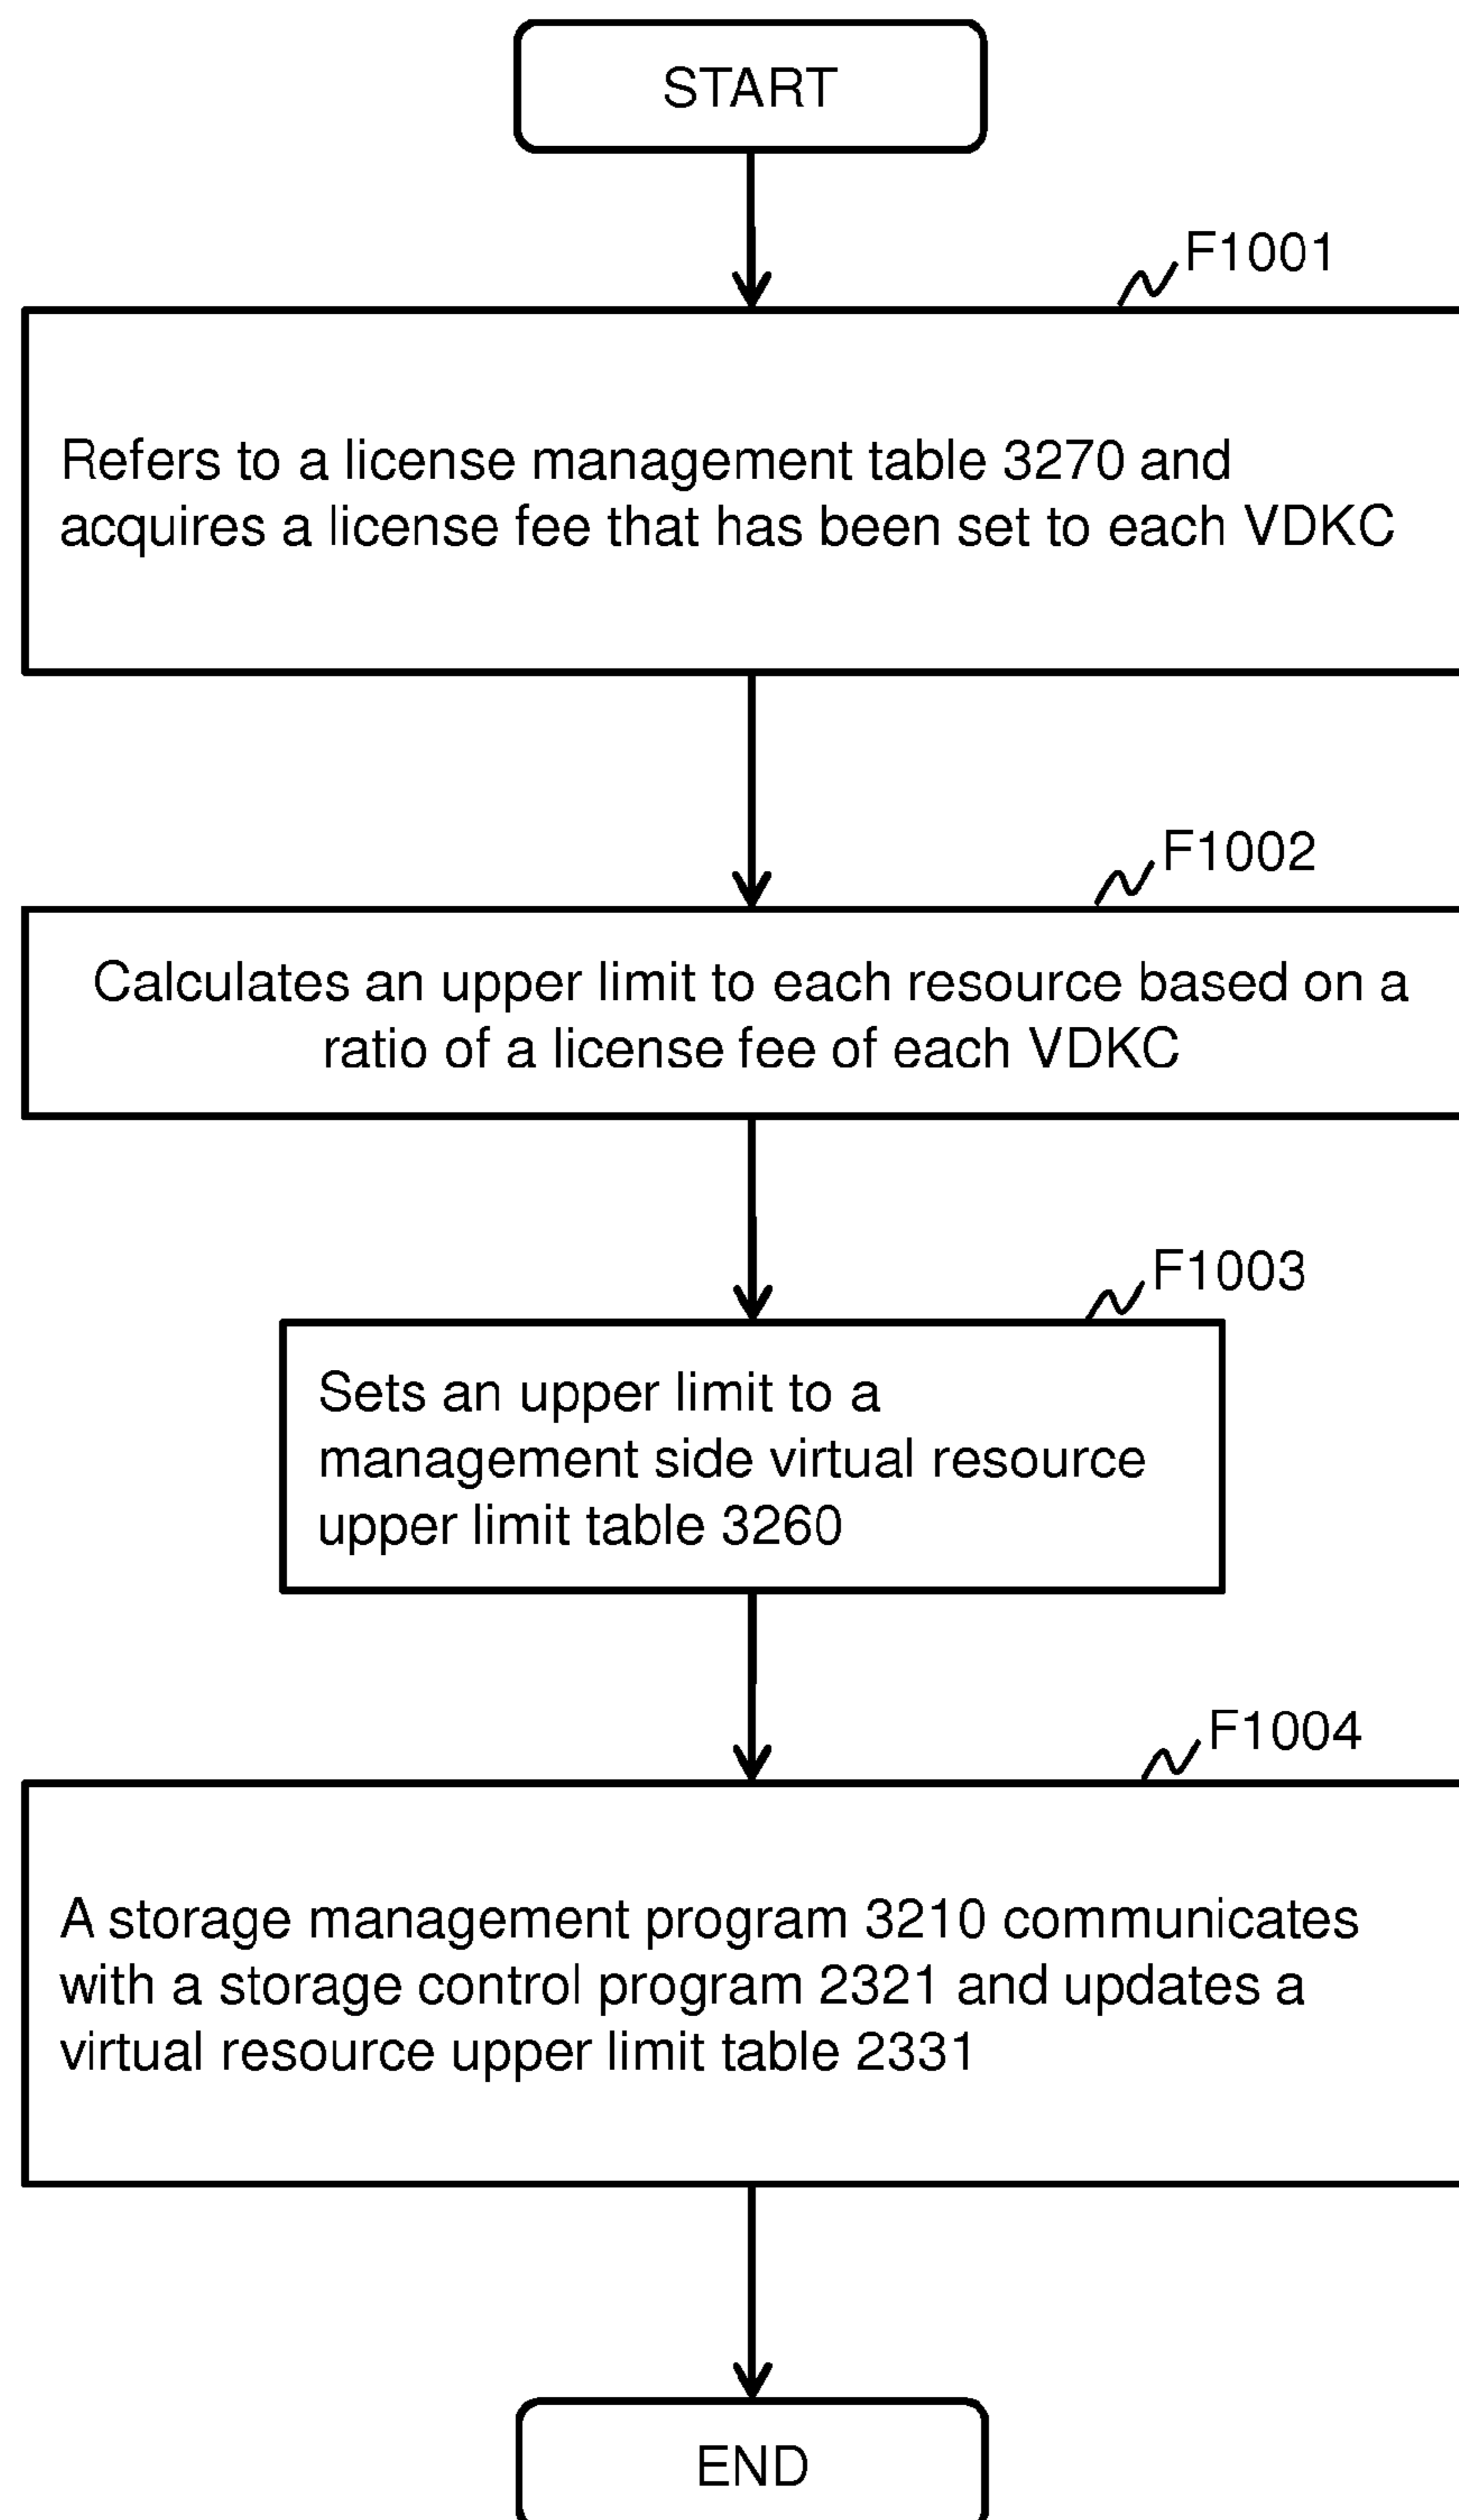 START
F1001
Refers to a license management table 3270 and
acquires a license fee that has been set to each VDKC
F1002
Calculates an upper limit to each resource based on a
ratio of a license fee of each VDKC
F1003
Sets an upper limit to a
management side virtual resource
upper limit table 3260
F1004
A storage management program 3210 communicates
with a storage control program 2321 and updates a
virtual resource upper limit table 2331
END